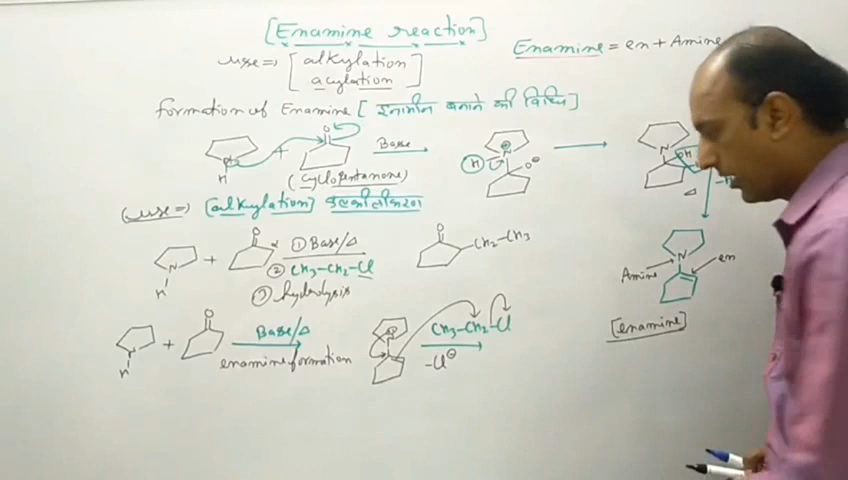 [Enamine reaction]
Enamine = en + Amine
use ⇒ [alkylation
acylation]
formation of Enamine [इनामीन बनाने की विधि]
N
H
+
O
Base
(cyclopentanone)
H
N
⊕
O⊖
N
OH
Δ
(use ⇒) [alkylation] इल्कीलीकरण
N
H
+
O
α
① Base/Δ
② CH3-CH2-Cl
③ hydrolysis
O
CH2-CH3
Amine
N
en
[enamine]
N
H
+
O
Base/Δ
enamine formation
⊕
CH3-CH2-Cl
-Cl⊖